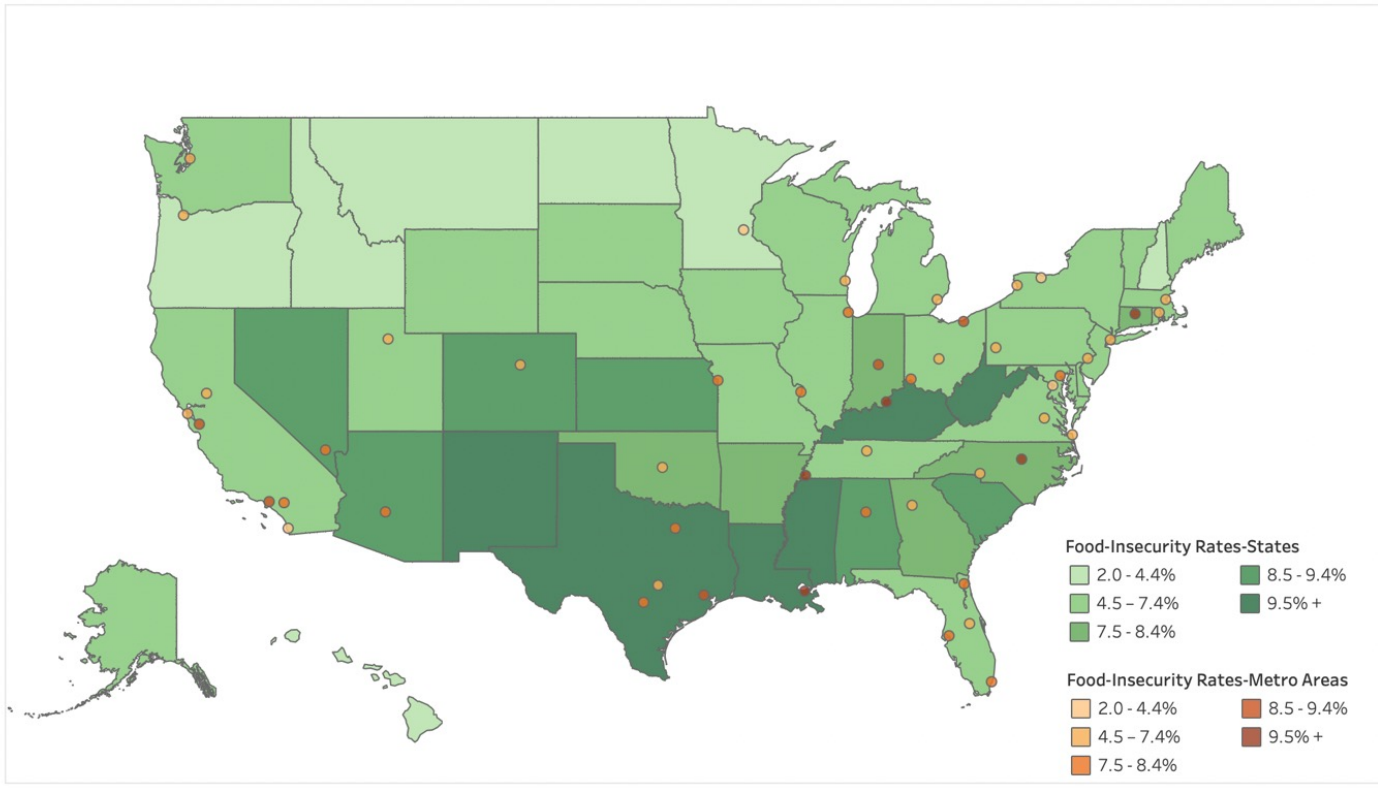 Food-Insecurity Rates-States
2.0 - 4.4%
8.5 - 9.4%
4.5 – 7.4%
9.5% +
7.5 - 8.4%
Food-Insecurity Rates-Metro Areas
2.0 - 4.4%
8.5 - 9.4%
4.5 – 7.4%
9.5% +
7.5 - 8.4%